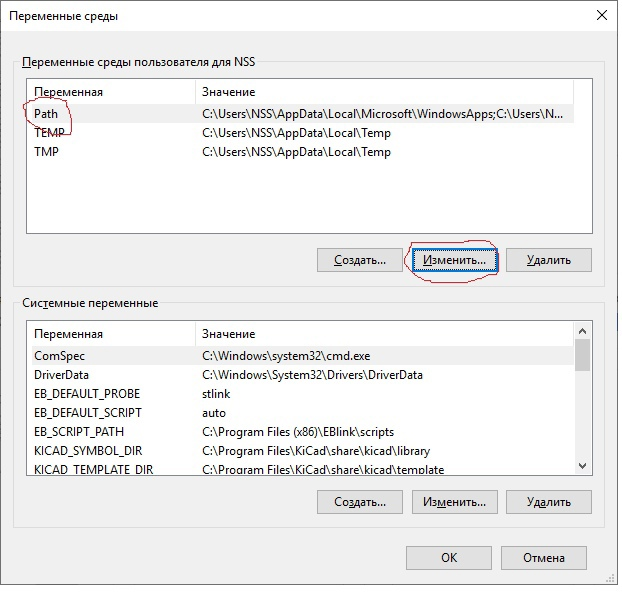 Переменные среды
Переменные среды пользователя для NSS
Переменная Значение
Path C:\Users\NSS\AppData\Local\Microsoft\WindowsApps;C:\Users\N...
TEMP C:\Users\NSS\AppData\Local\Temp
TMP C:\Users\NSS\AppData\Local\Temp
Создать... Изменить... Удалить
Системные переменные
Переменная Значение
ComSpec C:\Windows\system32\cmd.exe
DriverData C:\Windows\System32\Drivers\DriverData
EB_DEFAULT_PROBE stlink
EB_DEFAULT_SCRIPT auto
EB_SCRIPT_PATH C:\Program Files (x86)\EBlink\scripts
KICAD_SYMBOL_DIR C:\Program Files\KiCad\share\kicad\library
KICAD_TEMPLATE_DIR C:\Program Files\KiCad\share\kicad\template
Создать... Изменить... Удалить
ОК Отмена